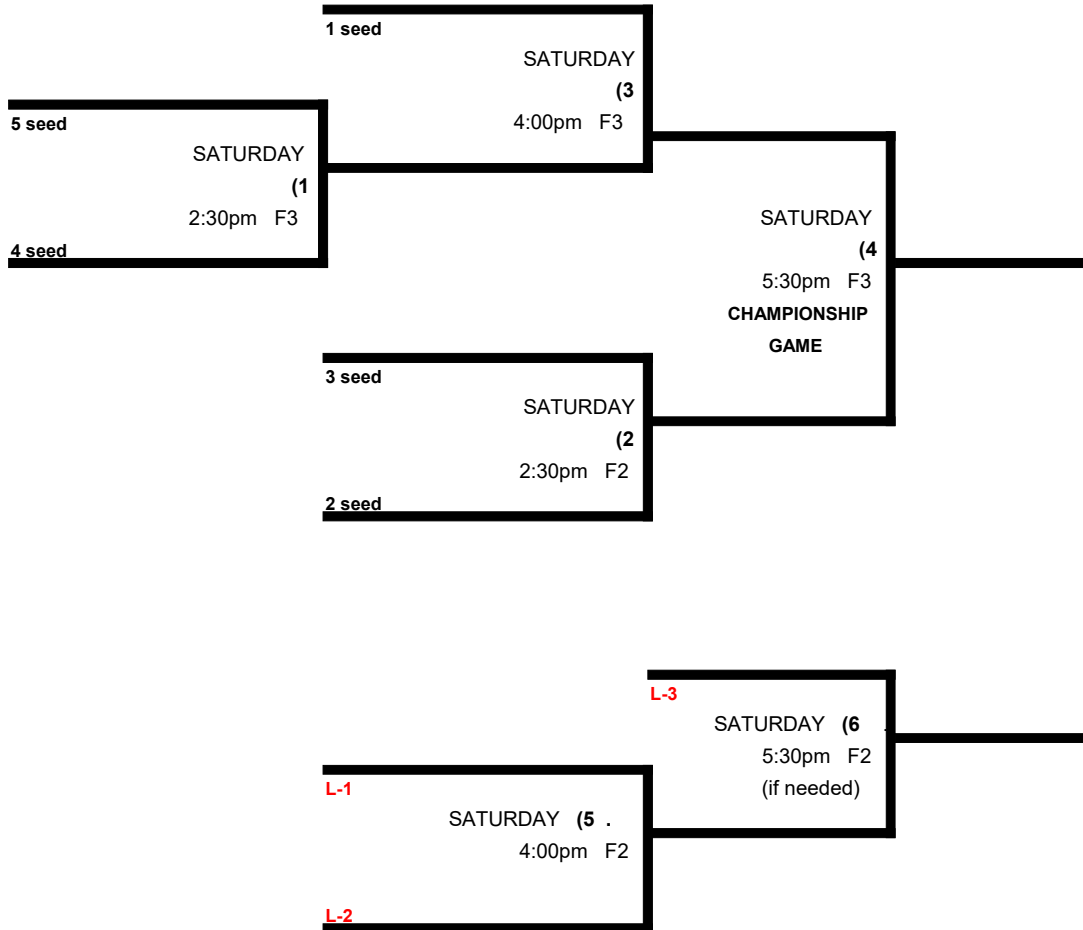 1 seed
SATURDAY
(3
4:00pm F3
5 seed
SATURDAY
(1
2:30pm F3
4 seed
SATURDAY
(4
5:30pm F3
CHAMPIONSHIP
GAME
3 seed
SATURDAY
(2
2:30pm F2
2 seed
L-3
SATURDAY (6 .
5:30pm F2
(if needed)
L-1
SATURDAY (5 .
4:00pm F2
L-2